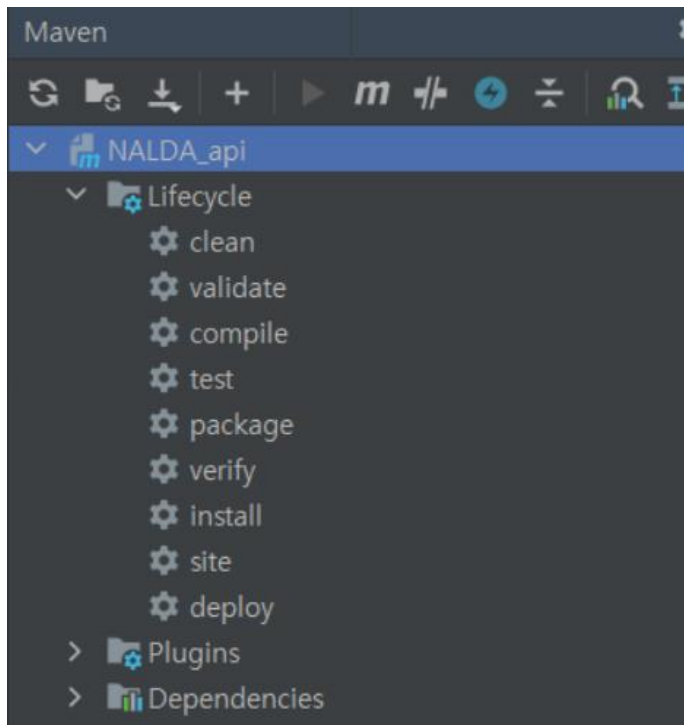 Maven
NALDA_api
Lifecycle
clean
validate
compile
test
package
verify
install
site
deploy
Plugins
Dependencies